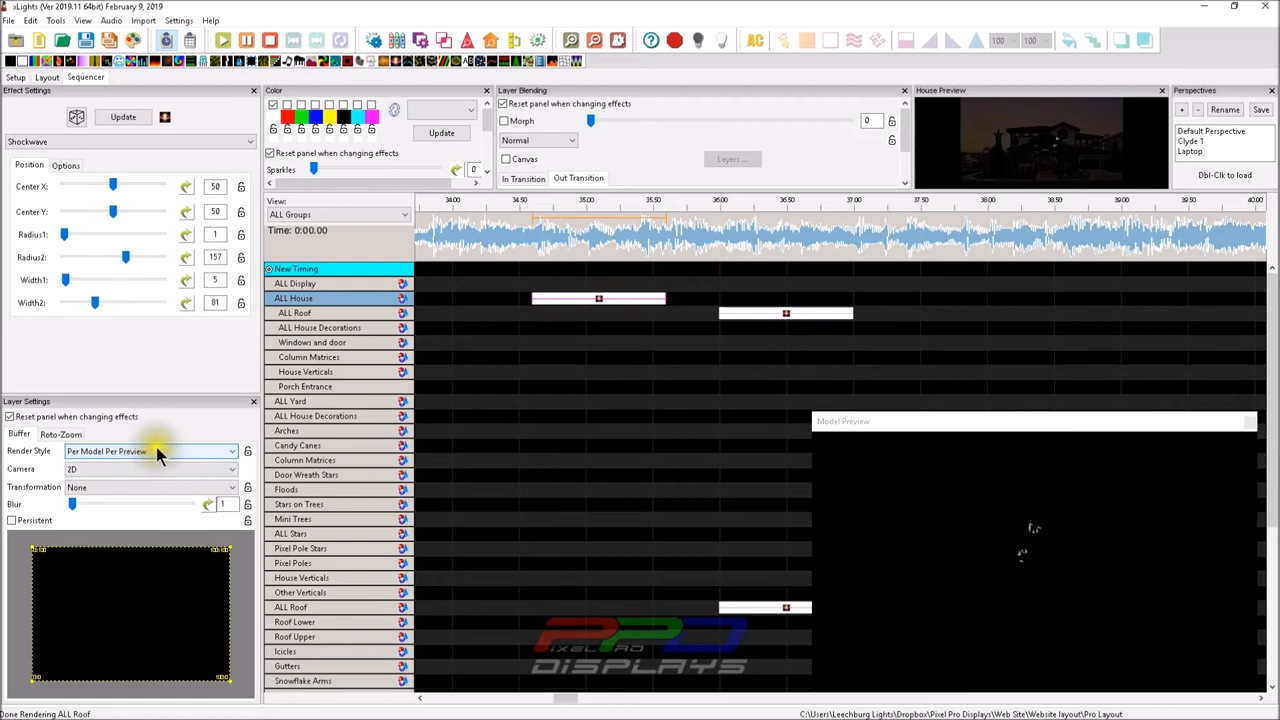 xLights (Ver 2019.11 64bit) February 9, 2019
File Edit Tools View Audio Import Settings Help
AC 100 100
Setup Layout Sequencer
Effect Settings
Update
Shockwave
Position Options
Center X: 50
Center Y: 50
Radius1: 1
Radius2: 157
Width1: 5
Width2: 81
Layer Settings
Reset panel when changing effects
Buffer Roto-Zoom
Render Style Per Model Per Preview
Camera 2D
Transformation None
Blur 1
Persistent
Color
Update
Reset panel when changing effects
Sparkles 0
Layer Blending
Reset panel when changing effects
Morph 0
Normal
Canvas Layers ...
In Transition Out Transition
House Preview
Perspectives
+ - Rename Save
Default Perspective
Clyde 1
Laptop
Dbl-Clk to load
View:
ALL Groups
Time: 0:00.00
34.00 34.50 35.00 35.50 36.00 36.50 37.00 37.50 38.00 38.50 39.00 39.50 40.00
New Timing
ALL Display
ALL House
ALL Roof
ALL House Decorations
Windows and door
Column Matrices
House Verticals
Porch Entrance
ALL Yard
ALL House Decorations
Arches
Candy Canes
Column Matrices
Door Wreath Stars
Floods
Stars on Trees
Mini Trees
ALL Stars
Pixel Pole Stars
Pixel Poles
House Verticals
Other Verticals
ALL Roof
Roof Lower
Roof Upper
Icicles
Gutters
Snowflake Arms
Model Preview
PIXEL PRO
DISPLAYS
Done Rendering ALL Roof
C:\Users\Leechburg Lights\Dropbox\Pixel Pro Displays\Web Site\Website layout\Pro Layout